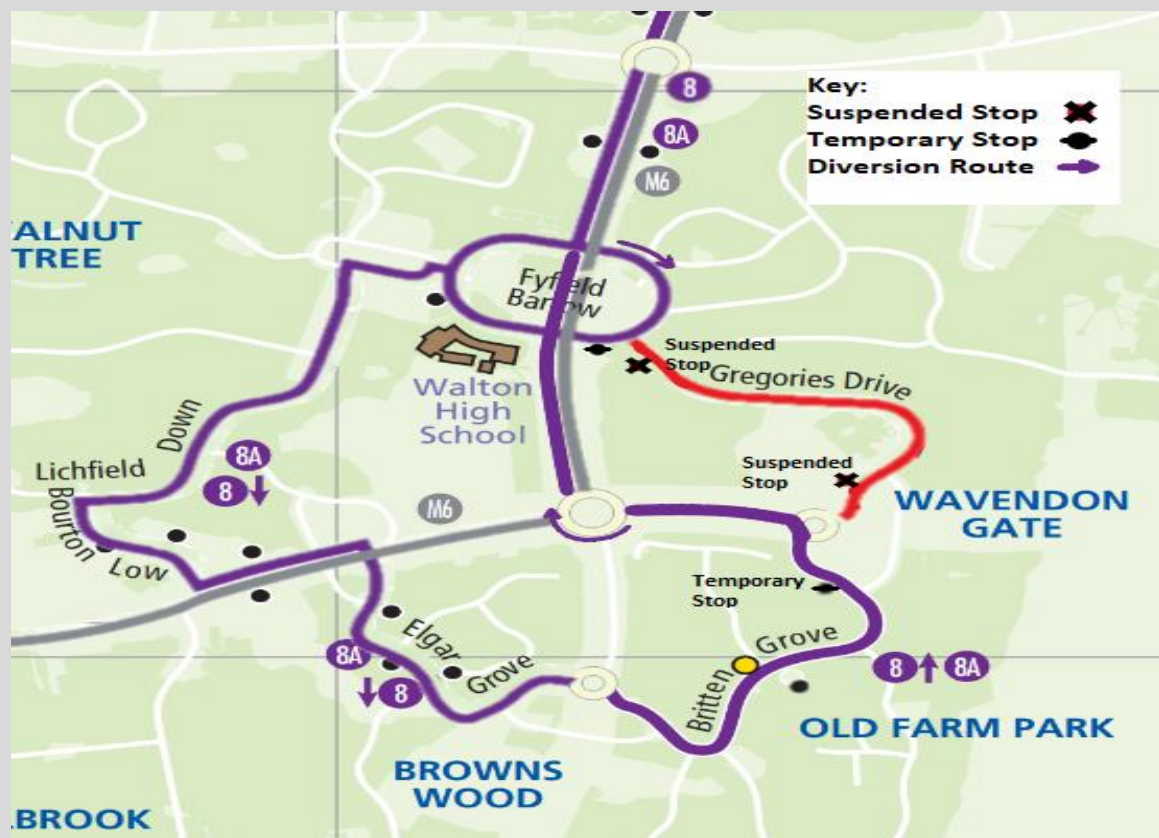 Key:
Suspended Stop
Temporary Stop
Diversion Route
8
8A
M6
ALNUT
TREE
Fyfield
Barlow
Suspended
Stop
Gregories Drive
Walton
High
School
Down
Lichfield
8A
8
Bourton
Low
M6
Suspended
Stop
WAVENDON
GATE
Temporary
Stop
Elgar
Grove
8A
8
Britten
Grove
8
8A
OLD FARM PARK
BROWNS
WOOD
LBROOK